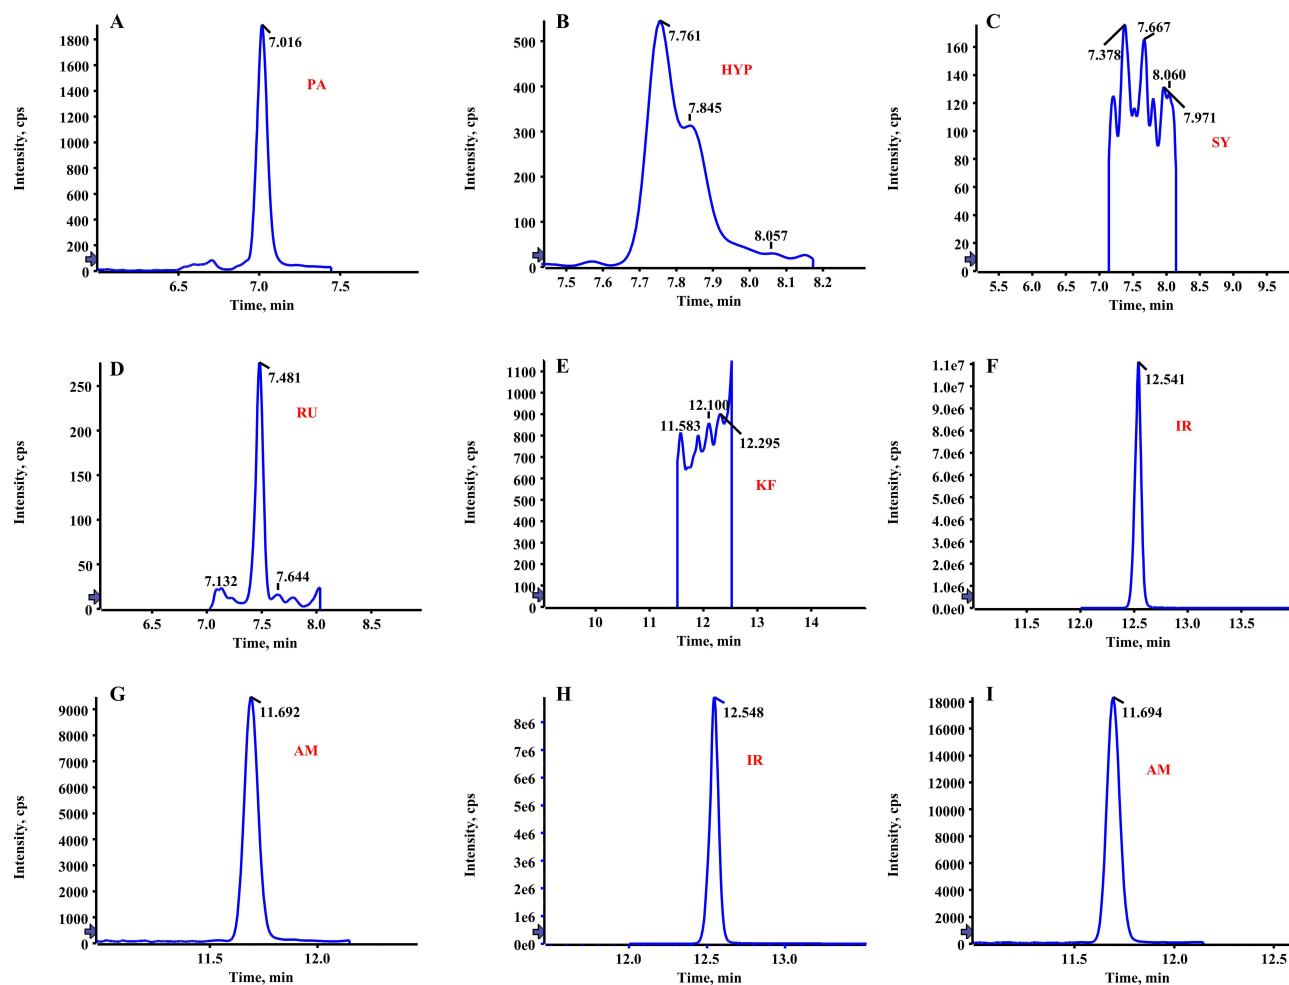 A
Intensity, cps
1800
1600
1400
1200
1000
800
600
400
200
0
7.016
PA
6.5 7.0 7.5
Time, min
B
Intensity, cps
500
400
300
200
100
0
7.761
HYP
7.845
8.057
7.5 7.6 7.7 7.8 7.9 8.0 8.1 8.2
Time, min
C
Intensity, cps
160
140
120
100
80
60
40
20
0
7.667
7.378
8.060
7.971
SY
5.5 6.0 6.5 7.0 7.5 8.0 8.5 9.0 9.5
Time, min
D
Intensity, cps
250
200
150
100
50
0
7.481
RU
7.132
7.644
6.5 7.0 7.5 8.0 8.5
Time, min
E
Intensity, cps
1100
1000
900
800
700
600
500
400
300
200
100
0
12.100
11.583
12.295
KF
10 11 12 13 14
Time, min
F
Intensity, cps
1.1e7
1.0e7
9.0e6
8.0e6
7.0e6
6.0e6
5.0e6
4.0e6
3.0e6
2.0e6
1.0e6
0.0e0
12.541
IR
11.5 12.0 12.5 13.0 13.5
Time, min
G
Intensity, cps
9000
8000
7000
6000
5000
4000
3000
2000
1000
0
11.692
AM
11.5 12.0
Time, min
H
Intensity, cps
8e6
7e6
6e6
5e6
4e6
3e6
2e6
1e6
0e0
12.548
IR
12.0 12.5 13.0
Time, min
I
Intensity, cps
18000
16000
14000
12000
10000
8000
6000
4000
2000
0
11.694
AM
11.5 12.0 12.5
Time, min